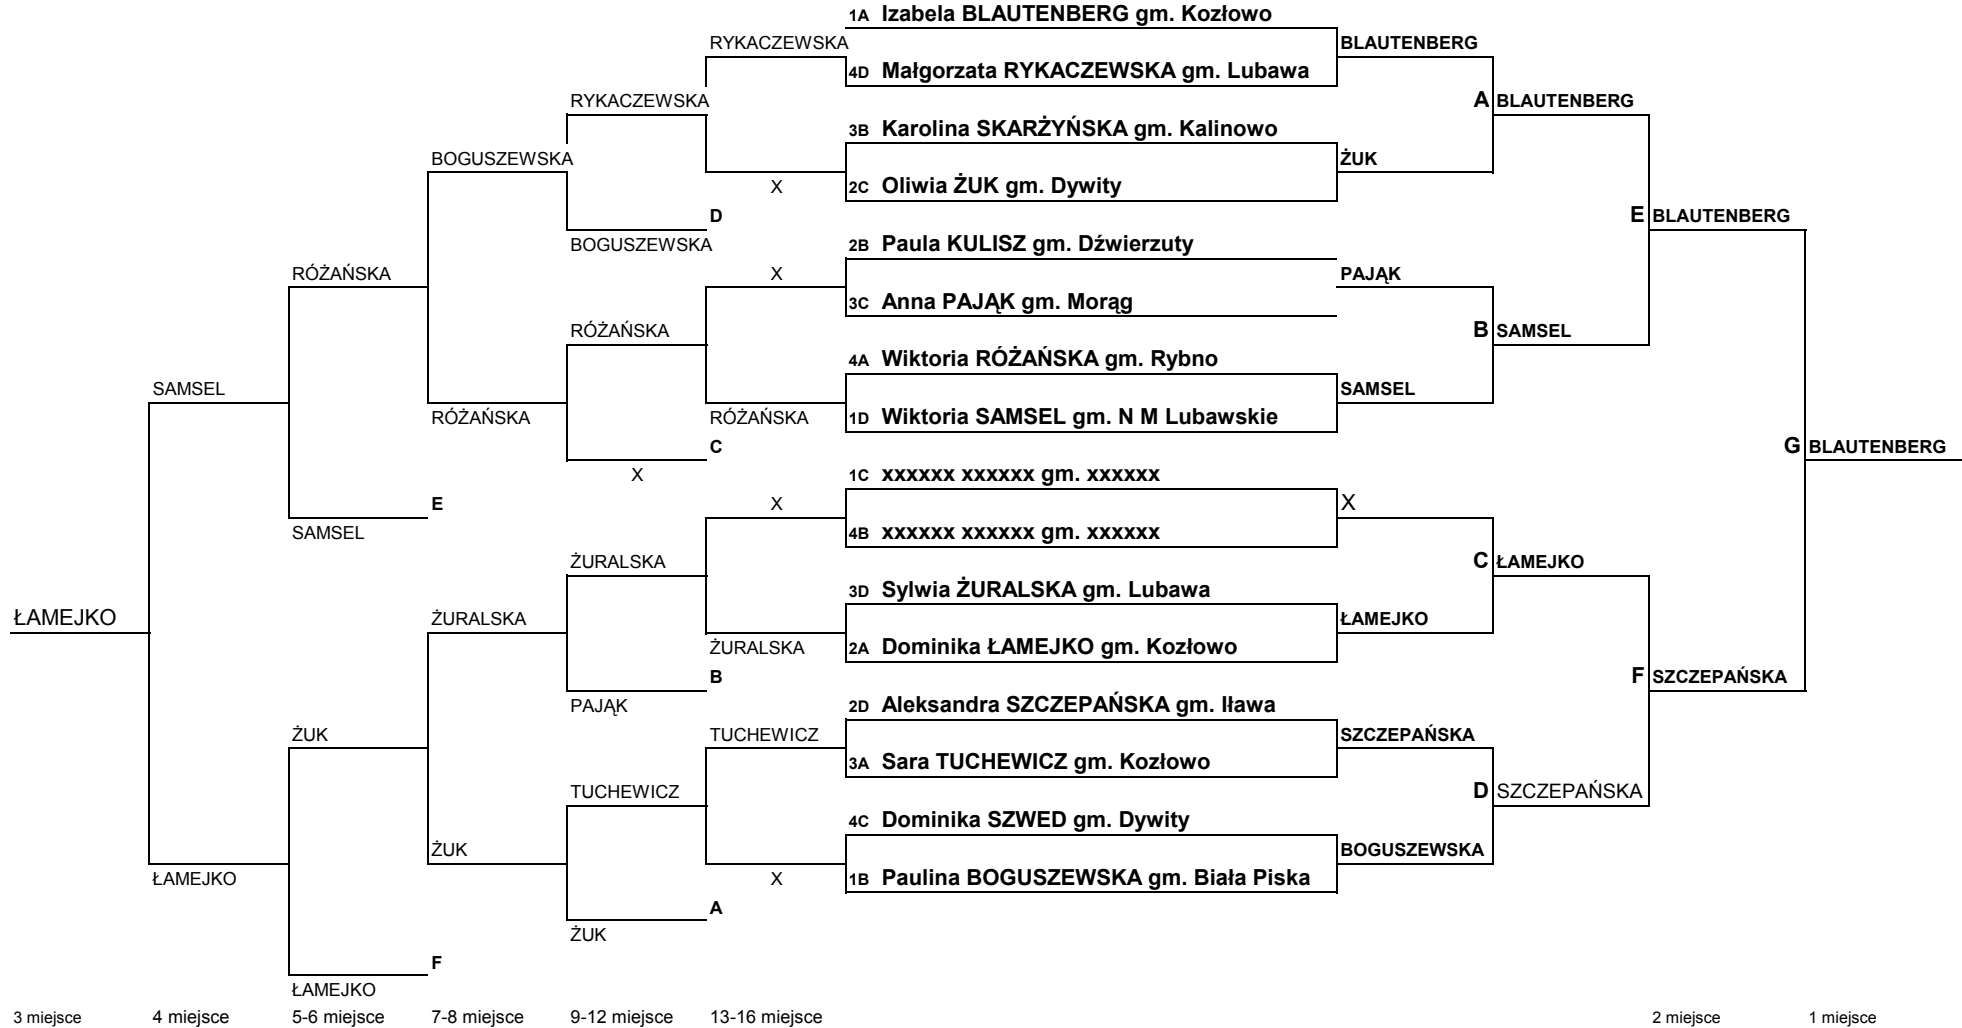 1A Izabela BLAUTENBERG gm. Kozłowo
RYKACZEWSKA BLAUTENBERG
4D Małgorzata RYKACZEWSKA gm. Lubawa
RYKACZEWSKA A BLAUTENBERG
3B Karolina SKARŻYŃSKA gm. Kalinowo
BOGUSZEWSKA ŻUK
X 2C Oliwia ŻUK gm. Dywity
D E BLAUTENBERG
BOGUSZEWSKA 2B Paula KULISZ gm. Dźwierzuty
RÓŻAŃSKA X PAJĄK
3C Anna PAJĄK gm. Morąg
RÓŻAŃSKA B SAMSEL
4A Wiktoria RÓŻAŃSKA gm. Rybno
SAMSEL SAMSEL
RÓŻAŃSKA RÓŻAŃSKA 1D Wiktoria SAMSEL gm. N M Lubawskie
C G BLAUTENBERG
X 1C xxxxxx xxxxxx gm. xxxxxx
E X X
SAMSEL 4B xxxxxx xxxxxx gm. xxxxxx
ŻURALSKA C ŁAMEJKO
3D Sylwia ŻURALSKA gm. Lubawa
ŁAMEJKO ŻURALSKA ŁAMEJKO
ŻURALSKA 2A Dominika ŁAMEJKO gm. Kozłowo
B F SZCZEPAŃSKA
PAJĄK 2D Aleksandra SZCZEPAŃSKA gm. Iława
ŻUK TUCHEWICZ SZCZEPAŃSKA
3A Sara TUCHEWICZ gm. Kozłowo
TUCHEWICZ D SZCZEPAŃSKA
4C Dominika SZWED gm. Dywity
ŻUK BOGUSZEWSKA
ŁAMEJKO X 1B Paulina BOGUSZEWSKA gm. Biała Piska
A
ŻUK
F
ŁAMEJKO
3 miejsce 4 miejsce 5-6 miejsce 7-8 miejsce 9-12 miejsce 13-16 miejsce 2 miejsce 1 miejsce